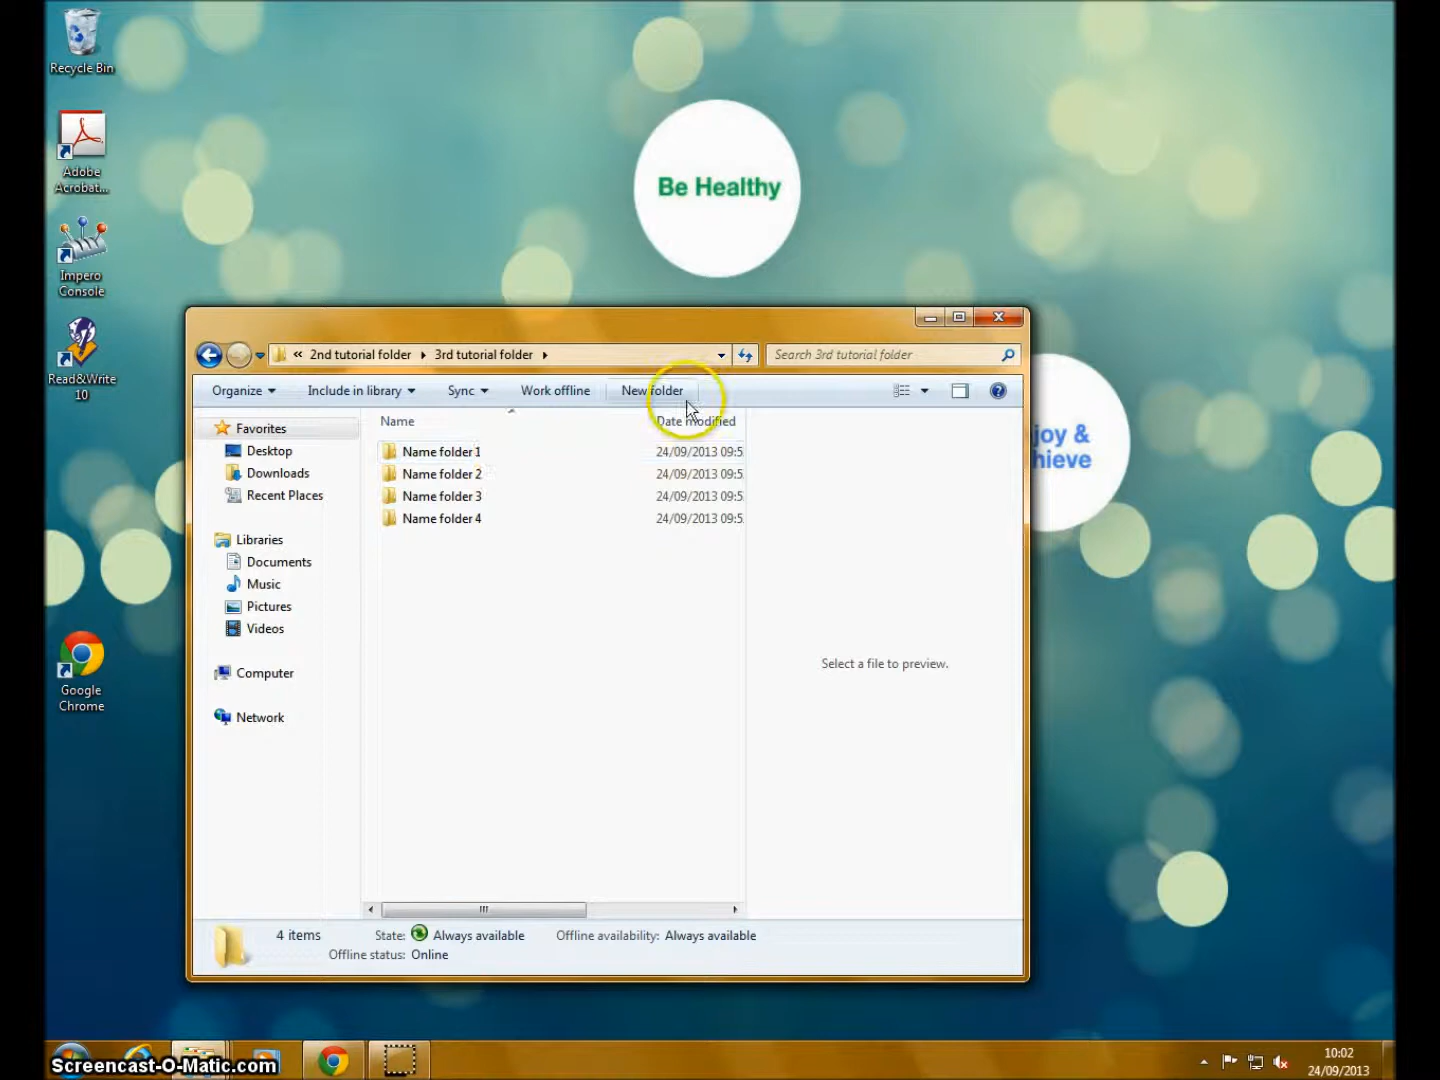 Recycle Bin
Adobe
Acrobat...
Impero
Console
Read&Write
10
Google
Chrome
Be Healthy
joy &
hieve
« 2nd tutorial folder 3rd tutorial folder
Search 3rd tutorial folder
Organize Include in library Sync Work offline New folder
Name Date modified
Favorites
Desktop
Downloads
Recent Places
Libraries
Documents
Music
Pictures
Videos
Computer
Network
Name folder 1 24/09/2013 09:5
Name folder 2 24/09/2013 09:5
Name folder 3 24/09/2013 09:5
Name folder 4 24/09/2013 09:5
Select a file to preview.
4 items State: Always available Offline availability: Always available
Offline status: Online
Screencast-O-Matic.com
10:02
24/09/2013